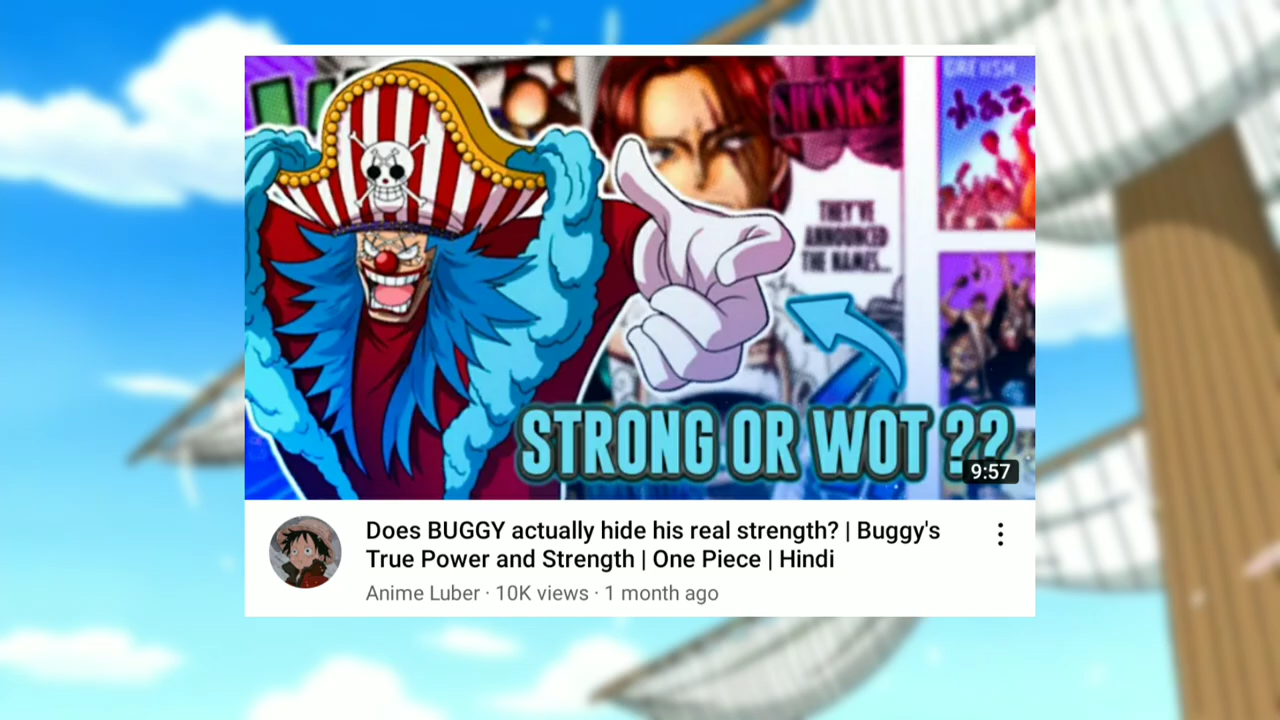 SHANKS
THEY'VE
ANNOUNCED
THE NAMES...
STRONG OR WOT ??
9:57
Does BUGGY actually hide his real strength? | Buggy's
True Power and Strength | One Piece | Hindi
Anime Luber · 10K views · 1 month ago